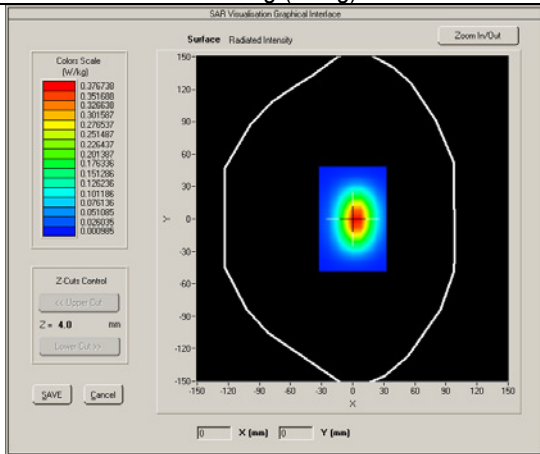 SAR Visualisation Graphical Interface
Surface Radiated Intensity
Zoom In/Out
Colors Scale
(W/kg)
0.376738
0.351688
0.326638
0.301587
0.276537
0.251487
0.226437
0.201387
0.176336
0.151286
0.126236
0.101186
0.076136
0.051085
0.026035
0.000985
150-
120-
90-
60-
30-
Y
0-
-30-
-60-
-90-
-120-
-150-
-150 -120 -90 -60 -30 0 30 60 90 120 150
X
Z-Cuts Control
<< Upper Cut
Z = 4.0 mm
Lower Cut >>
SAVE
Cancel
0 X (mm) 0 Y (mm)